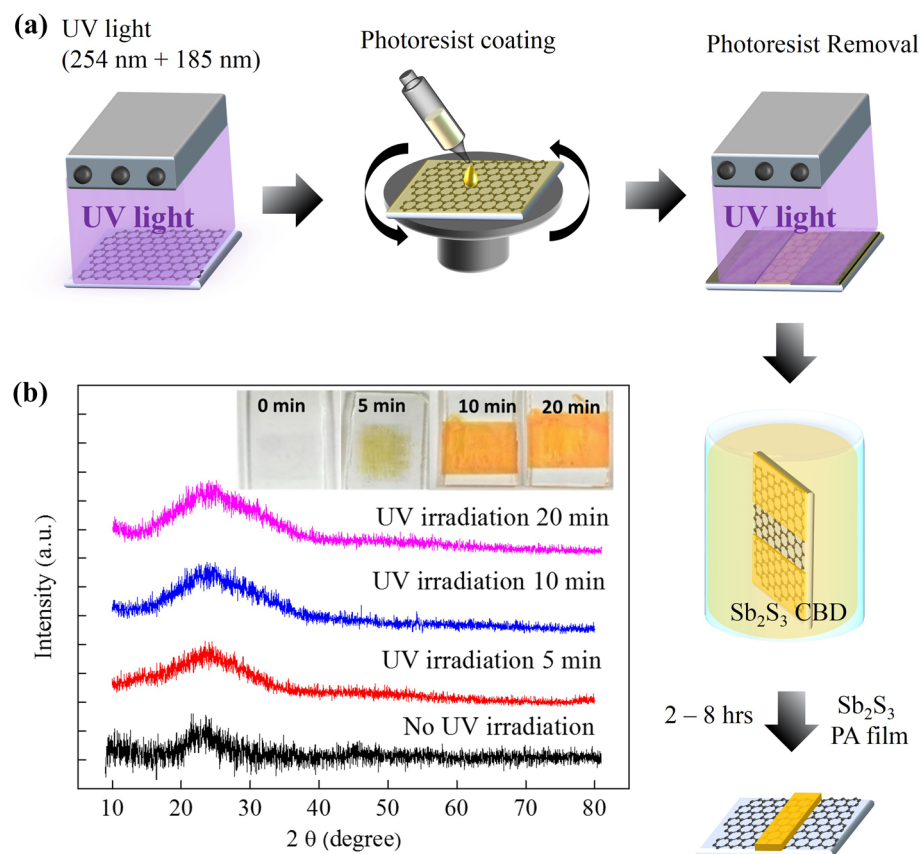 (a)
UV light
(254 nm + 185 nm)
Photoresist coating
Photoresist Removal
UV light
UV light
Sb₂S₃ CBD
2 – 8 hrs
Sb₂S₃
PA film
(b)
0 min
5 min
10 min
20 min
UV irradiation 20 min
UV irradiation 10 min
UV irradiation 5 min
No UV irradiation
Intensity (a.u.)
10 20 30 40 50 60 70 80
2 θ (degree)